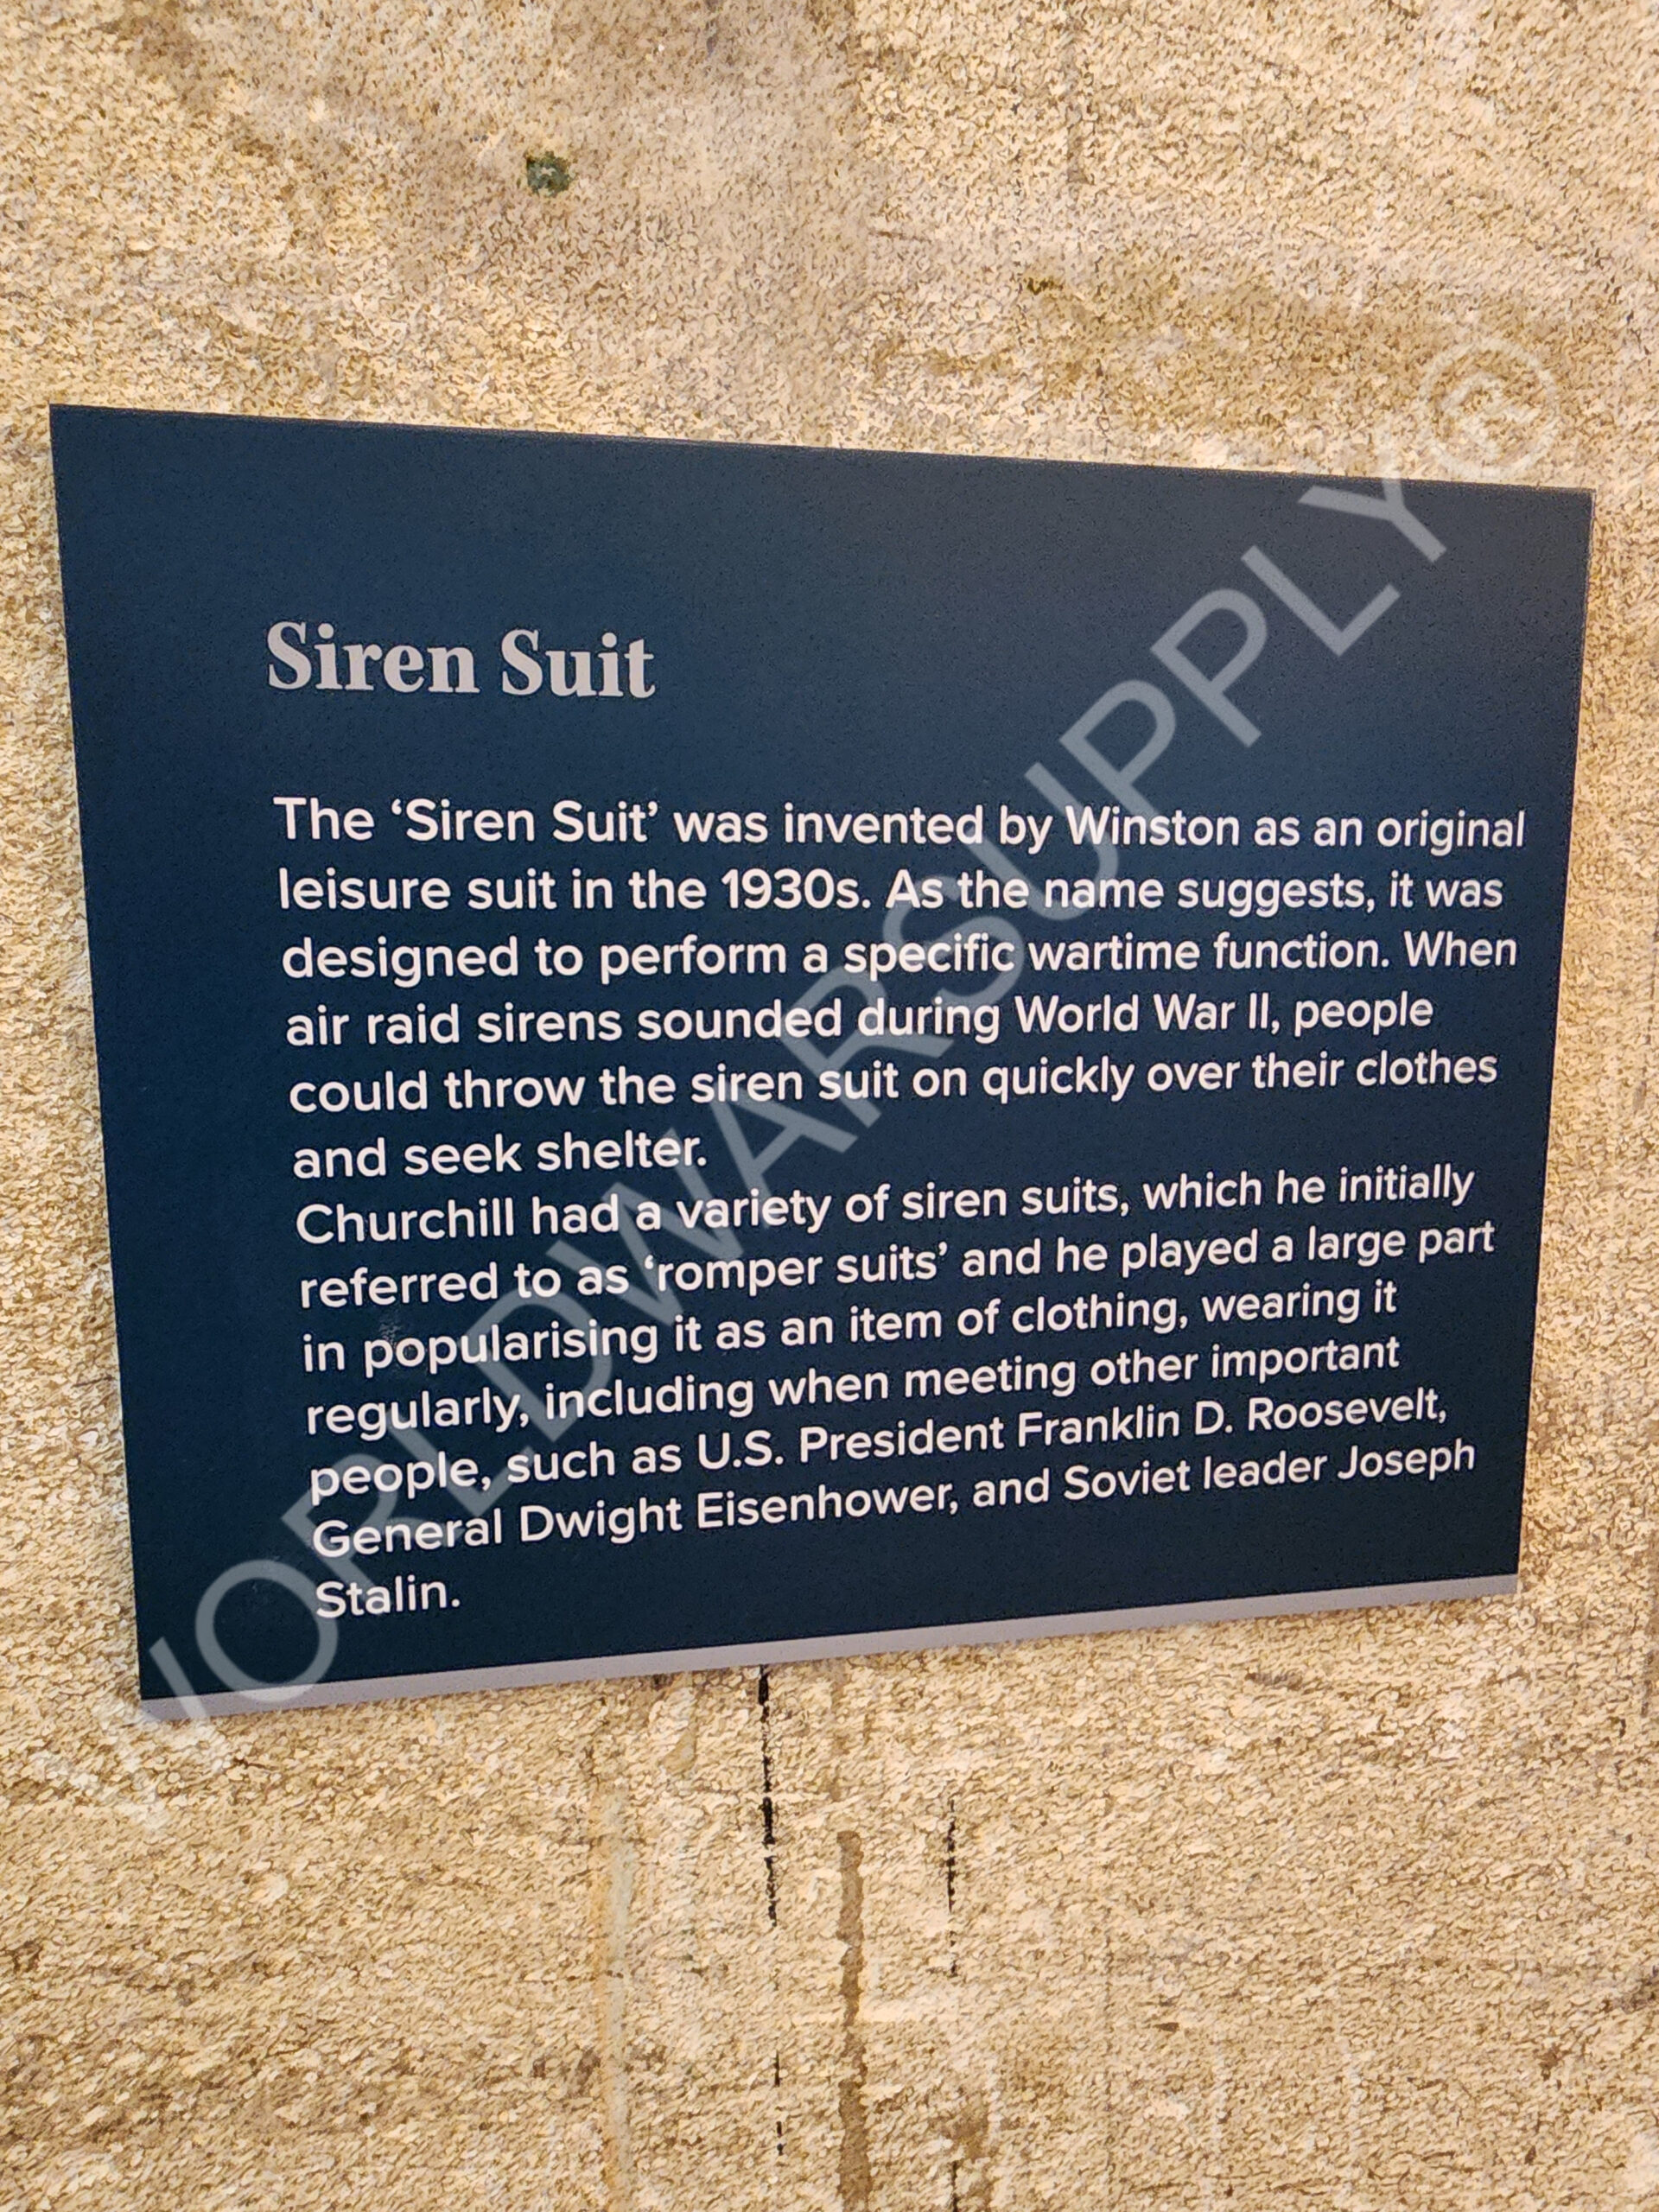 Siren Suit
The ‘Siren Suit’ was invented by Winston as an original
leisure suit in the 1930s. As the name suggests, it was
designed to perform a specific wartime function. When
air raid sirens sounded during World War II, people
could throw the siren suit on quickly over their clothes
and seek shelter.
Churchill had a variety of siren suits, which he initially
referred to as ‘romper suits’ and he played a large part
in popularising it as an item of clothing, wearing it
regularly, including when meeting other important
people, such as U.S. President Franklin D. Roosevelt,
General Dwight Eisenhower, and Soviet leader Joseph
Stalin.
WORLDWARSUPPLY®